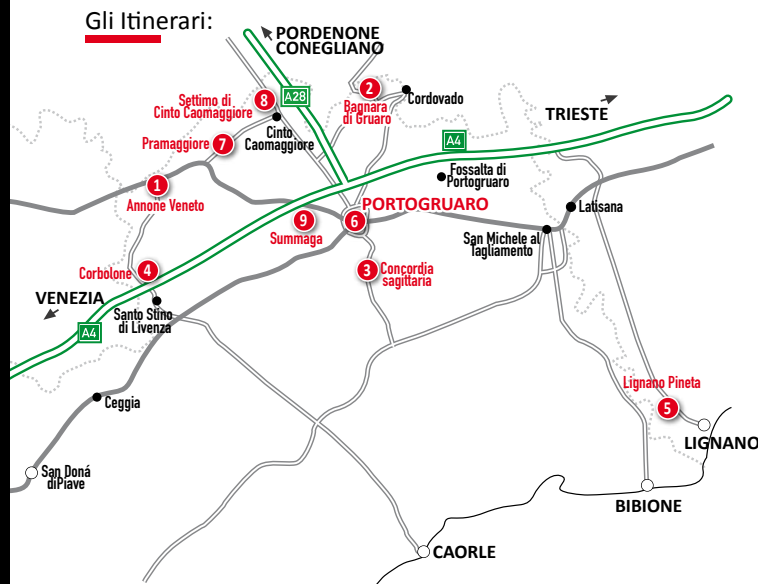 Gli Itinerari:
PORDENONE
CONEGLIANO
2
Settimo di
Cinto Caomaggiore
8
A28
Cordovado
Bagnara
di Gruaro
TRIESTE
Cinto
Caomaggiore
Pramaggiore
7
A4
Fossalta di
Portogruaro
1
Annone Veneto
PORTOGRUARO
Latisana
9
6
Summaga
San Michele al
Tagliamento
Corbolone
4
3
Concordia
sagittaria
VENEZIA
Santo Stino
di Livenza
A4
Lignano Pineta
5
Ceggia
LIGNANO
San Doná
diPiave
BIBIONE
CAORLE